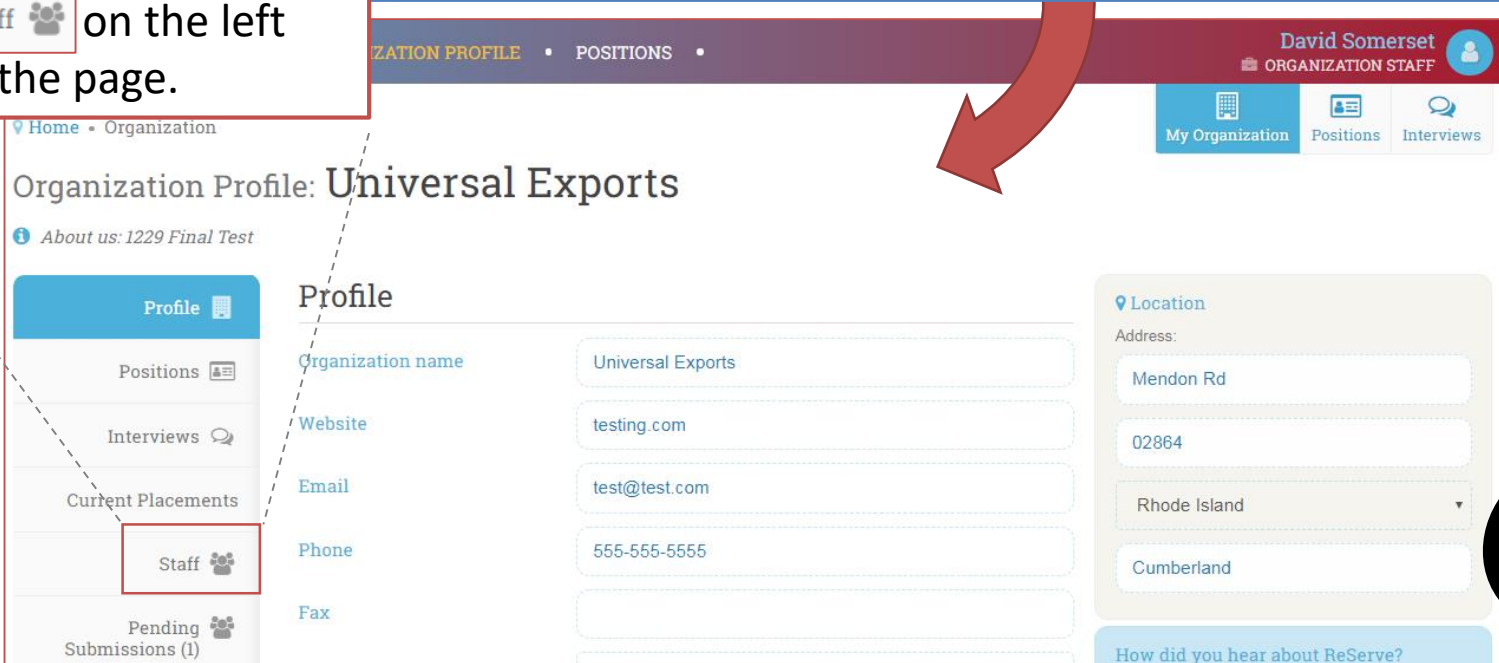 ff on the left
the page.
IZATION PROFILE • POSITIONS •
David Somerset
ORGANIZATION STAFF
My Organization
Positions
Interviews
Home • Organization
Organization Profile: Universal Exports
About us: 1229 Final Test
Profile
Positions
Interviews
Current Placements
Staff
Pending
Submissions (1)
Profile
Organization name
Universal Exports
Website
testing.com
Email
test@test.com
Phone
555-555-5555
Fax
Location
Address:
Mendon Rd
02864
Rhode Island
Cumberland
How did you hear about ReServe?